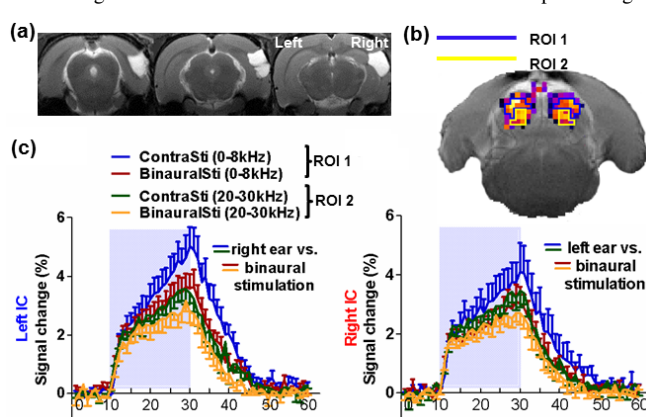 (a)
Left
Right
(b)
ROI 1
ROI 2
(c)
ContraSti (0-8kHz)
BinauralSti (0-8kHz)
ROI 1
ContraSti (20-30kHz)
BinauralSti (20-30kHz)
ROI 2
Left IC
Signal change (%)
6
4
2
0
right ear vs.
binaural
stimulation
0
10
20
30
40
50
60
Right IC
Signal change (%)
6
4
2
0
left ear vs.
binaural
stimulation
0
10
20
30
40
50
60